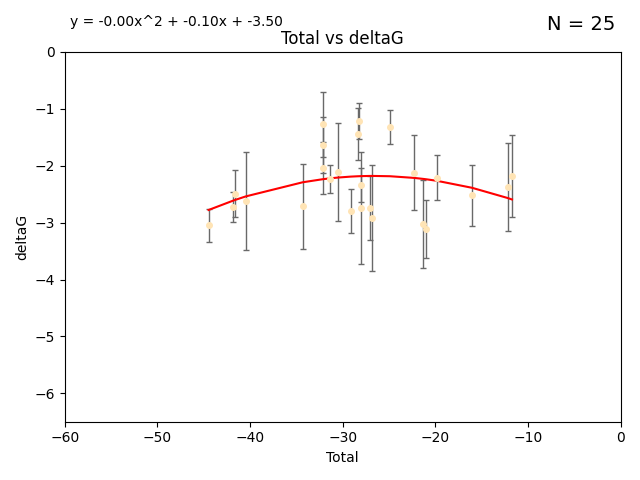 y = -0.00x^2 + -0.10x + -3.50
N = 25
Total vs deltaG
0
−1
−2
−3
−4
−5
−6
deltaG
−60 −50 −40 −30 −20 −10 0
Total